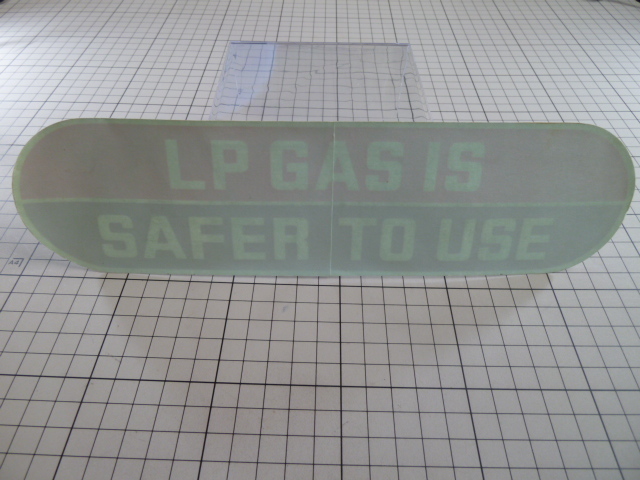 LP GAS IS
SAFER TO USE